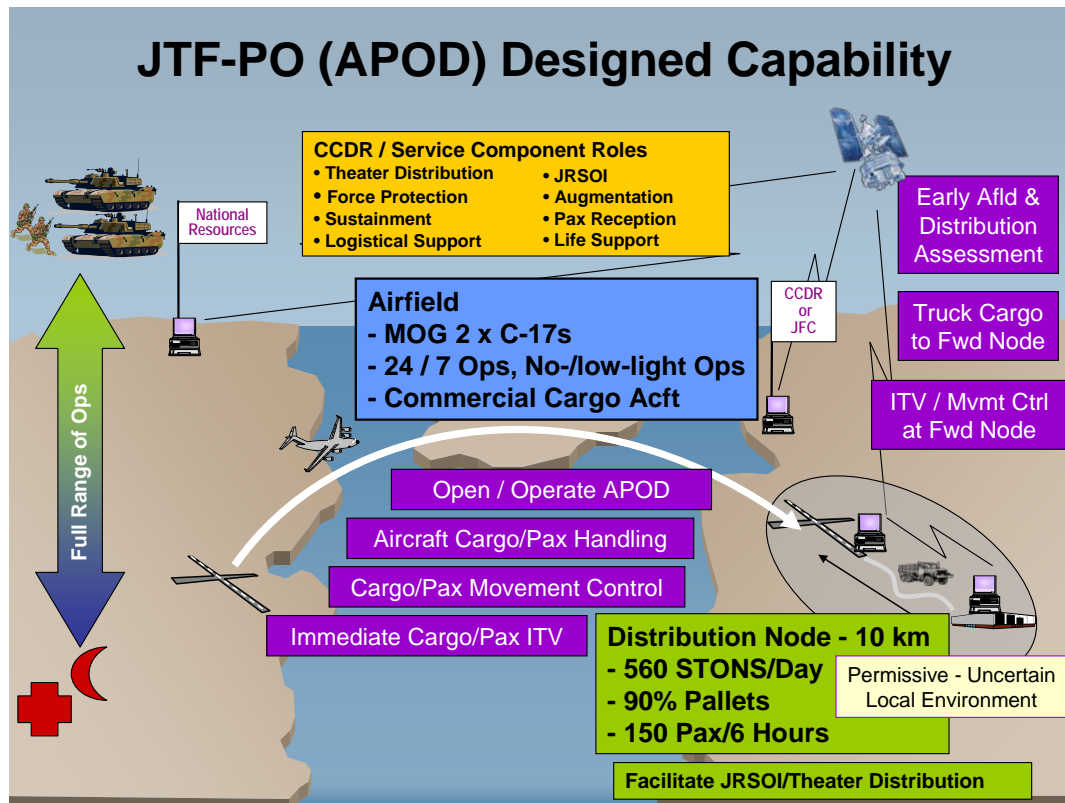 JTF-PO (APOD) Designed Capability
CCDR / Service Component Roles
• Theater Distribution
• Force Protection
• Sustainment
• Logistical Support
• JRSOI
• Augmentation
• Pax Reception
• Life Support
National
Resources
Early Afld &
Distribution
Assessment
Airfield
- MOG 2 x C-17s
- 24 / 7 Ops, No-/low-light Ops
- Commercial Cargo Acft
CCDR
or
JFC
Truck Cargo
to Fwd Node
ITV / Mvmt Ctrl
at Fwd Node
Full Range of Ops
Open / Operate APOD
Aircraft Cargo/Pax Handling
Cargo/Pax Movement Control
Immediate Cargo/Pax ITV
Distribution Node - 10 km
- 560 STONS/Day
- 90% Pallets
- 150 Pax/6 Hours
Permissive - Uncertain
Local Environment
Facilitate JRSOI/Theater Distribution